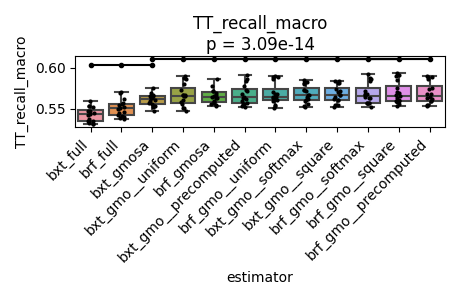 TT_recall_macro
p = 3.09e-14
TT_recall_macro
0.60
0.55
bxt_full
brf_full
bxt_gmosa
bxt_gmo__uniform
brf_gmosa
bxt_gmo__precomputed
brf_gmo__uniform
bxt_gmo__softmax
bxt_gmo__square
brf_gmo__softmax
brf_gmo__square
brf_gmo__precomputed
estimator